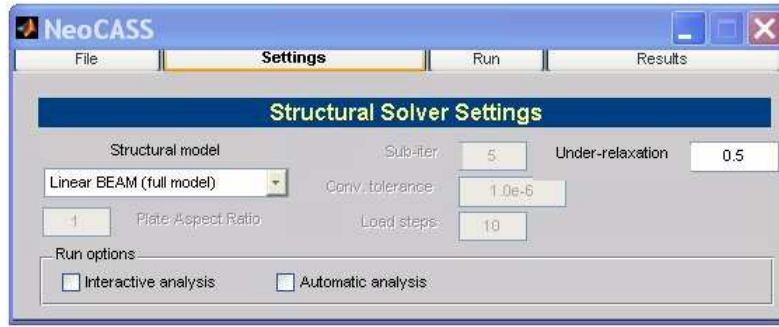 NeoCASS
File Settings Run Results
Structural Solver Settings
Structural model
Linear BEAM (full model)
1 Plate Aspect Ratio
Sub-iter 5
Conv. tolerance 1.0e-6
Load steps 10
Under-relaxation 0.5
Run options
Interactive analysis Automatic analysis